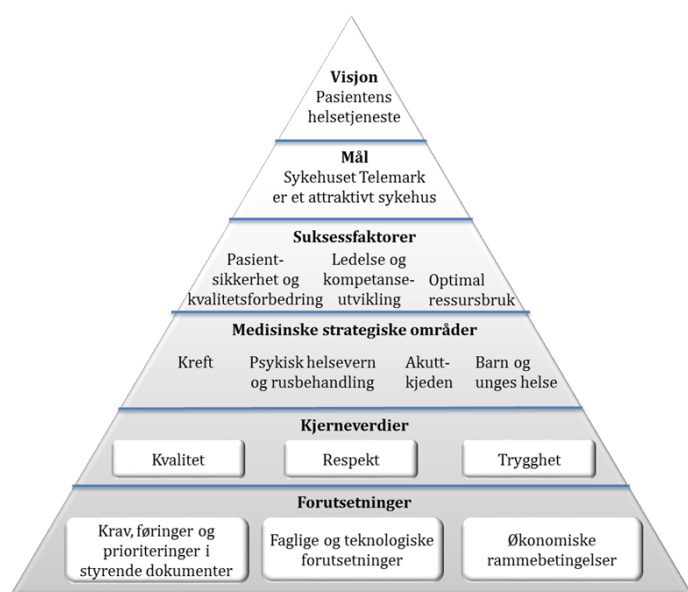 Visjon
Pasientens
helsetjeneste
Mål
Sykehuset Telemark
er et attraktivt sykehus
Suksessfaktorer
Pasient-
sikkerhet og
kvalitetsforbedring
Ledelse og
kompetanse-
utvikling
Optimal
ressursbruk
Medisinske strategiske områder
Kreft
Psykisk helsevern
og rusbehandling
Akutt-
kjeden
Barn og
unges helse
Kjerneverdier
Kvalitet
Respekt
Trygghet
Forutsetninger
Krav, føringer og
prioriteringer i
styrende dokumenter
Faglige og teknologiske
forutsetninger
Økonomiske
rammebetingelser